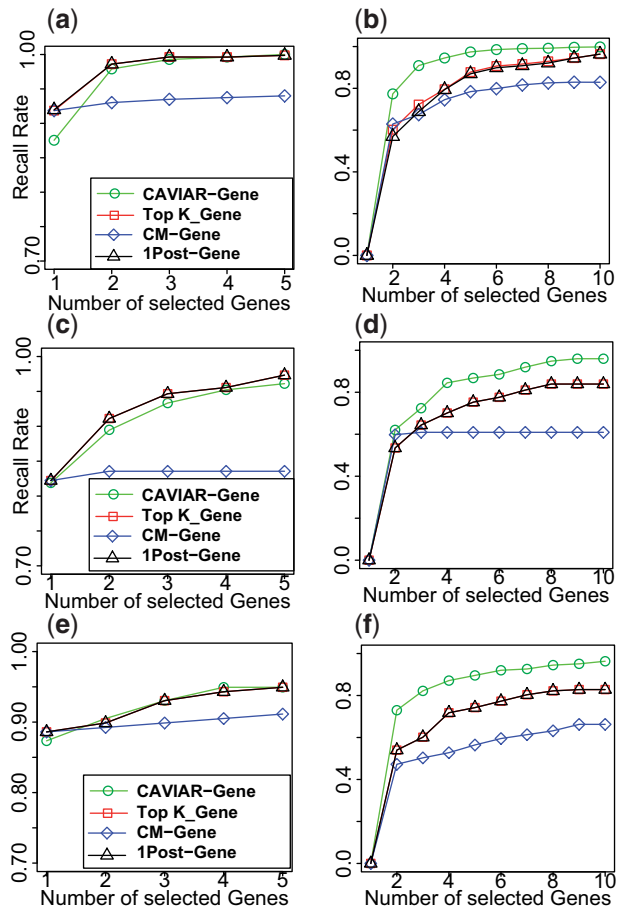 (a)
1.00
0.70
Recall Rate
CAVIAR−Gene
Top K_Gene
CM−Gene
1Post−Gene
1 2 3 4 5
Number of selected Genes
(b)
0.8
0.4
0.0
2 4 6 8 10
Number of selected Genes
(c)
1.00
0.70
Recall Rate
CAVIAR−Gene
Top K_Gene
CM−Gene
1Post−Gene
1 2 3 4 5
Number of selected Genes
(d)
0.8
0.4
0.0
2 4 6 8 10
Number of selected Genes
(e)
1.00
0.90
0.80
0.70
CAVIAR−Gene
Top K_Gene
CM−Gene
1Post−Gene
1 2 3 4 5
Number of selected Genes
(f)
0.8
0.4
0.0
2 4 6 8 10
Number of selected Genes